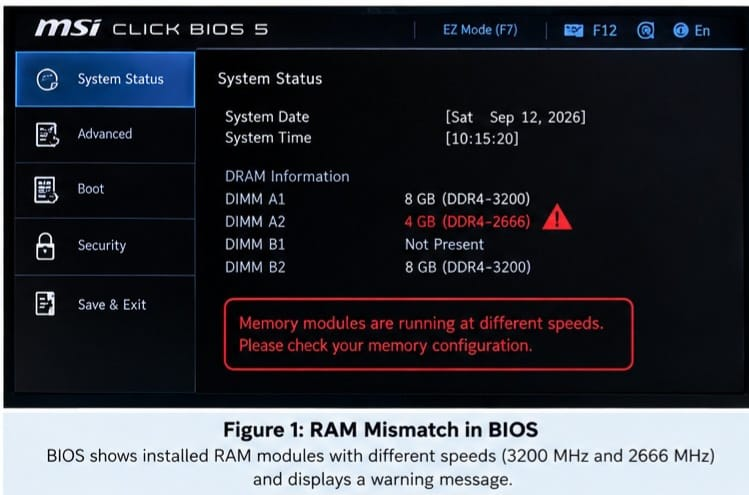 msi CLICK BIOS 5
EZ Mode (F7)
F12
En
System Status
Advanced
Boot
Security
Save & Exit
System Status
System Date [Sat Sep 12, 2026]
System Time [10:15:20]
DRAM Information
DIMM A1 8 GB (DDR4-3200)
DIMM A2 4 GB (DDR4-2666)
DIMM B1 Not Present
DIMM B2 8 GB (DDR4-3200)
Memory modules are running at different speeds.
Please check your memory configuration.
Figure 1: RAM Mismatch in BIOS
BIOS shows installed RAM modules with different speeds (3200 MHz and 2666 MHz)
and displays a warning message.